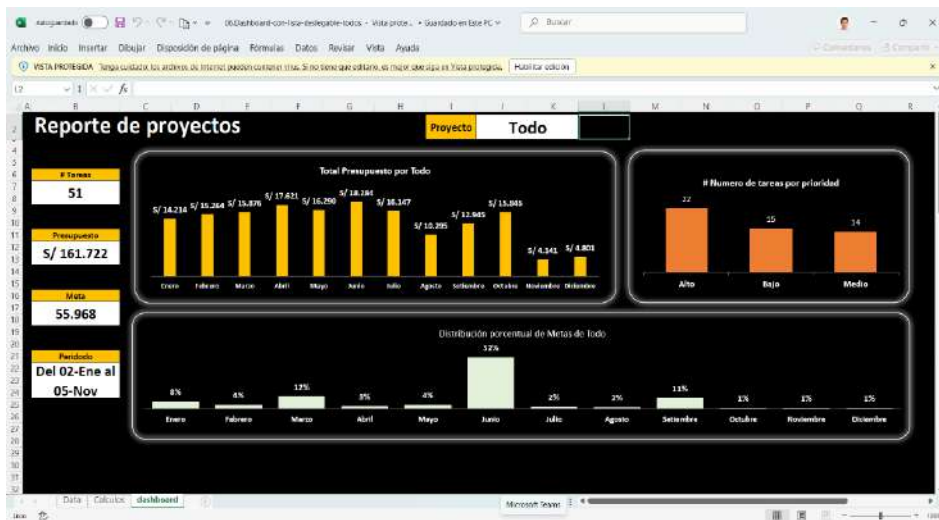 Autoguardado
06.Dashboard-con-lista-deslegable-todos - Vista prote... • Guardado en Este PC
Buscar
Archivo Inicio Insertar Dibujar Disposición de página Fórmulas Datos Revisar Vista Ayuda
Comentarios
VISTA PROTEGIDA Tenga cuidado: los archivos de Internet pueden contener virus. Si no tiene que editarlo, es mejor que siga en Vista protegida.
Habilitar edición
L2
fx
A B C D E F G H I J K L M N O P Q R
Reporte de proyectos
Proyecto
Todo
# Tareas
51
Presupuesto
S/ 161.722
Meta
55.968
Peridodo
Del 02-Ene al
05-Nov
Total Presupuesto por Todo
S/ 14.214 S/ 15.264 S/ 15.876 S/ 17.621 S/ 16.290 S/ 18.284 S/ 16.147 S/ 10.295 S/ 12.945 S/ 15.845 S/ 4.341 S/ 4.801
Enero Febrero Marzo Abril Mayo Junio Julio Agosto Setiembre Octubre Noviembre Diciembre
# Numero de tareas por prioridad
22 15 14
Alto Bajo Medio
Distribución porcentual de Metas de Todo
8% 4% 12% 3% 4% 52% 2% 2% 11% 1% 1% 1%
Enero Febrero Marzo Abril Mayo Junio Julio Agosto Setiembre Octubre Noviembre Diciembre
Data Calculos dashboard
Microsoft Teams